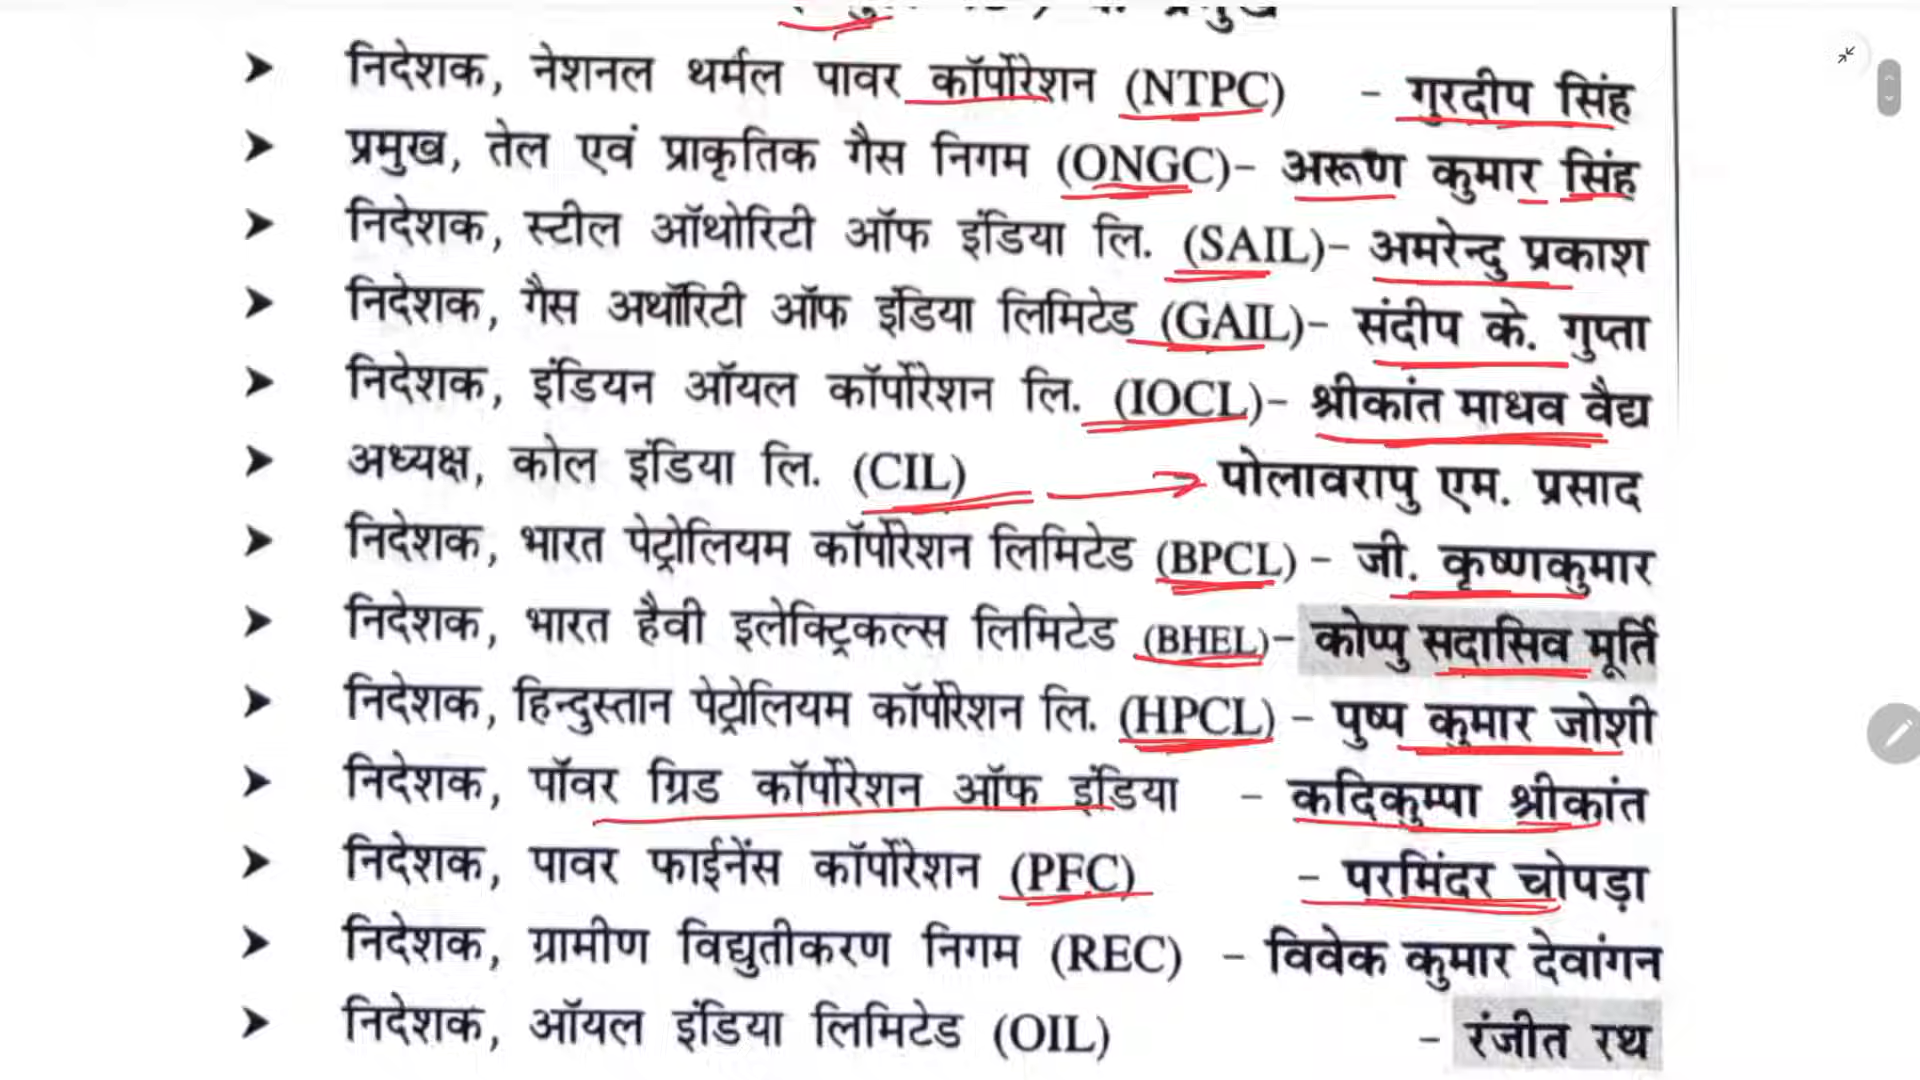 प्रमुख
➤ निदेशक, नेशनल थर्मल पावर कॉर्पोरेशन (NTPC) - गुरदीप सिंह
➤ प्रमुख, तेल एवं प्राकृतिक गैस निगम (ONGC)- अरूण कुमार सिंह
➤ निदेशक, स्टील ऑथोरिटी ऑफ इंडिया लि. (SAIL)- अमरेन्दु प्रकाश
➤ निदेशक, गैस अथॉरिटी ऑफ इंडिया लिमिटेड (GAIL)- संदीप के. गुप्ता
➤ निदेशक, इंडियन ऑयल कॉर्पोरेशन लि. (IOCL)- श्रीकांत माधव वैद्य
➤ अध्यक्ष, कोल इंडिया लि. (CIL) - पोलावरापु एम. प्रसाद
➤ निदेशक, भारत पेट्रोलियम कॉर्पोरेशन लिमिटेड (BPCL) - जी. कृष्णकुमार
➤ निदेशक, भारत हैवी इलेक्ट्रिकल्स लिमिटेड (BHEL)- कोप्पु सदासिव मूर्ति
➤ निदेशक, हिन्दुस्तान पेट्रोलियम कॉर्पोरेशन लि. (HPCL) - पुष्प कुमार जोशी
➤ निदेशक, पॉवर ग्रिड कॉर्पोरेशन ऑफ इंडिया - कदिकुम्पा श्रीकांत
➤ निदेशक, पावर फाईनेंस कॉर्पोरेशन (PFC) - परमिंदर चोपड़ा
➤ निदेशक, ग्रामीण विद्युतीकरण निगम (REC) - विवेक कुमार देवांगन
➤ निदेशक, ऑयल इंडिया लिमिटेड (OIL) - रंजीत रथ